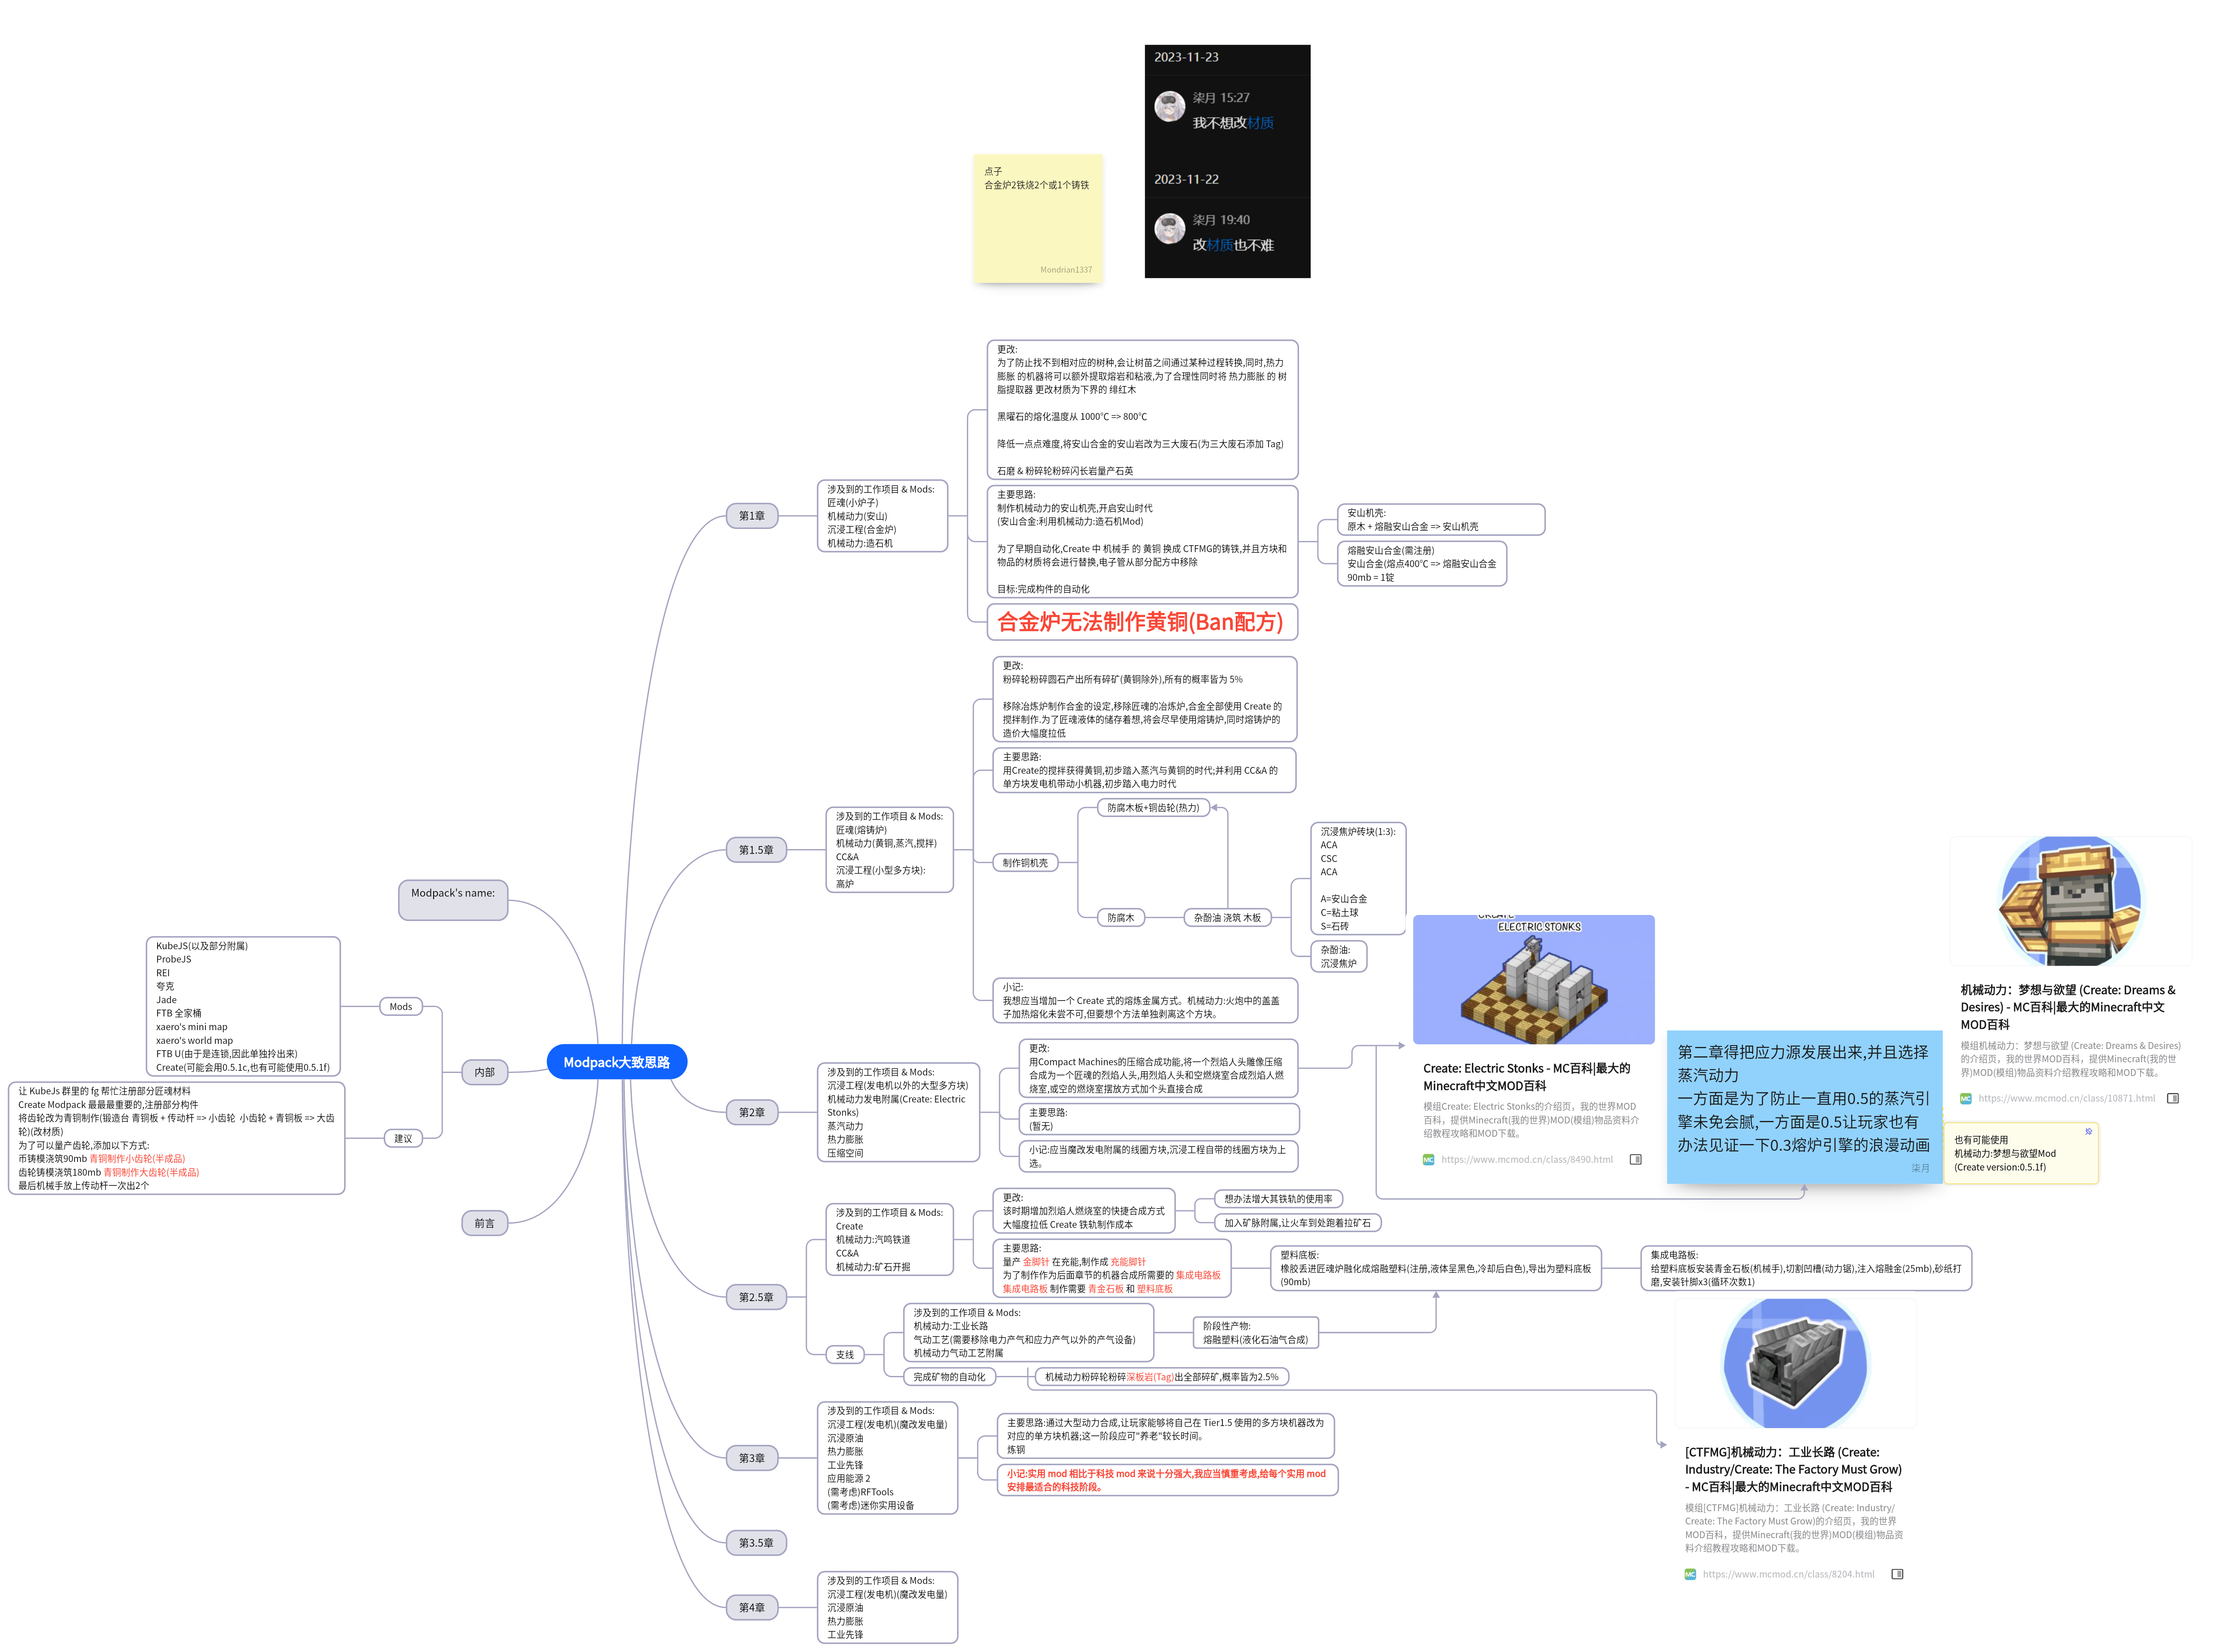 2023-11-23
柒月 15:27
我不想改材质
2023-11-22
柒月 19:40
改材质也不难
点子
合金炉2铁烧2个或1个铸铁
Mondrian1337
Modpack大致思路
第1章
涉及到的工作项目 & Mods:
匠魂(小炉子)
机械动力(安山)
沉浸工程(合金炉)
机械动力:造石机
更改:
为了防止找不到相对应的树种,会让树苗之间通过某种过程转换,同时,热力
膨胀 的机器将可以额外提取熔岩和粘液,为了合理性同时将 热力膨胀 的 树
脂提取器 更改材质为下界的 绯红木
黑曜石的熔化温度从 1000℃ => 800℃
降低一点点难度,将安山合金的安山岩改为三大废石(为三大废石添加 Tag)
石磨 & 粉碎轮粉碎闪长岩量产石英
主要思路:
制作机械动力的安山机壳,开启安山时代
(安山合金:利用机械动力:造石机Mod)
为了早期自动化,Create 中 机械手 的 黄铜 换成 CTFMG的铸铁,并且方块和
物品的材质将会进行替换,电子管从部分配方中移除
目标:完成构件的自动化
安山机壳:
原木 + 熔融安山合金 => 安山机壳
熔融安山合金(需注册)
安山合金(熔点400℃ => 熔融安山合金
90mb = 1锭
合金炉无法制作黄铜(Ban配方)
第1.5章
涉及到的工作项目 & Mods:
匠魂(熔铸炉)
机械动力(黄铜,蒸汽,搅拌)
CC&A
沉浸工程(小型多方块):
高炉
更改:
粉碎轮粉碎圆石产出所有碎矿(黄铜除外),所有的概率皆为 5%
移除冶炼炉制作合金的设定,移除匠魂的冶炼炉,合金全部使用 Create 的
搅拌制作.为了匠魂液体的储存着想,将会尽早使用熔铸炉,同时熔铸炉的
造价大幅度拉低
主要思路:
用Create的搅拌获得黄铜,初步踏入蒸汽与黄铜的时代;并利用 CC&A 的
单方块发电机带动小机器,初步踏入电力时代
制作铜机壳
防腐木板+铜齿轮(热力)
防腐木
杂酚油 浇筑 木板
沉浸焦炉砖块(1:3):
ACA
CSC
ACA
A=安山合金
C=粘土球
S=石砖
杂酚油:
沉浸焦炉
小记:
我想应当增加一个 Create 式的熔炼金属方式。机械动力:火炮中的盖盖
子加热熔化未尝不可,但要想个方法单独剥离这个方块。
第2章
涉及到的工作项目 & Mods:
沉浸工程(发电机以外的大型多方块)
机械动力发电附属(Create: Electric
Stonks)
蒸汽动力
热力膨胀
压缩空间
更改:
用Compact Machines的压缩合成功能,将一个烈焰人头雕像压缩
合成为一个匠魂的烈焰人头,用烈焰人头和空燃烧室合成烈焰人燃
烧室,或空的燃烧室摆放方式加个头直接合成
主要思路:
(暂无)
小记:应当魔改发电附属的线圈方块,沉浸工程自带的线圈方块为上
选。
ELECTRIC STONKS
Create: Electric Stonks - MC百科|最大的
Minecraft中文MOD百科
模组Create: Electric Stonks的介绍页，我的世界MOD
百科，提供Minecraft(我的世界)MOD(模组)物品资料介
绍教程攻略和MOD下载。
MC https://www.mcmod.cn/class/8490.html
第二章得把应力源发展出来,并且选择
蒸汽动力
一方面是为了防止一直用0.5的蒸汽引
擎未免会腻,一方面是0.5让玩家也有
办法见证一下0.3熔炉引擎的浪漫动画
柒月
机械动力：梦想与欲望 (Create: Dreams &
Desires) - MC百科|最大的Minecraft中文
MOD百科
模组机械动力：梦想与欲望 (Create: Dreams & Desires)
的介绍页，我的世界MOD百科，提供Minecraft(我的世
界)MOD(模组)物品资料介绍教程攻略和MOD下载。
MC https://www.mcmod.cn/class/10871.html
也有可能使用
机械动力:梦想与欲望Mod
(Create version:0.5.1f)
第2.5章
涉及到的工作项目 & Mods:
Create
机械动力:汽鸣铁道
CC&A
机械动力:矿石开掘
更改:
该时期增加烈焰人燃烧室的快捷合成方式
大幅度拉低 Create 铁轨制作成本
想办法增大其铁轨的使用率
加入矿脉附属,让火车到处跑着拉矿石
主要思路:
量产 金脚针 在充能,制作成 充能脚针
为了制作作为后面章节的机器合成所需要的 集成电路板
集成电路板 制作需要 青金石板 和 塑料底板
塑料底板:
橡胶丢进匠魂炉融化成熔融塑料(注册,液体呈黑色,冷却后白色),导出为塑料底板
(90mb)
集成电路板:
给塑料底板安装青金石板(机械手),切割凹槽(动力锯),注入熔融金(25mb),砂纸打
磨,安装针脚x3(循环次数1)
支线
涉及到的工作项目 & Mods:
机械动力:工业长路
气动工艺(需要移除电力产气和应力产气以外的产气设备)
机械动力气动工艺附属
阶段性产物:
熔融塑料(液化石油气合成)
完成矿物的自动化
机械动力粉碎轮粉碎深板岩(Tag)出全部碎矿,概率皆为2.5%
[CTFMG]机械动力：工业长路 (Create:
Industry/Create: The Factory Must Grow)
- MC百科|最大的Minecraft中文MOD百科
模组[CTFMG]机械动力：工业长路 (Create: Industry/
Create: The Factory Must Grow)的介绍页，我的世界
MOD百科，提供Minecraft(我的世界)MOD(模组)物品资
料介绍教程攻略和MOD下载。
MC https://www.mcmod.cn/class/8204.html
第3章
涉及到的工作项目 & Mods:
沉浸工程(发电机)(魔改发电量)
沉浸原油
热力膨胀
工业先锋
应用能源 2
(需考虑)RFTools
(需考虑)迷你实用设备
主要思路:通过大型动力合成,让玩家能够将自己在 Tier1.5 使用的多方块机器改为
对应的单方块机器;这一阶段应可"养老"较长时间。
炼钢
小记:实用 mod 相比于科技 mod 来说十分强大,我应当慎重考虑,给每个实用 mod
安排最适合的科技阶段。
第3.5章
第4章
涉及到的工作项目 & Mods:
沉浸工程(发电机)(魔改发电量)
沉浸原油
热力膨胀
工业先锋
Modpack's name:
内部
Mods
KubeJS(以及部分附属)
ProbeJS
REI
夸克
Jade
FTB 全家桶
xaero's mini map
xaero's world map
FTB U(由于是连锁,因此单独拎出来)
Create(可能会用0.5.1c,也有可能使用0.5.1f)
建议
让 KubeJs 群里的 fg 帮忙注册部分匠魂材料
Create Modpack 最最最重要的,注册部分构件
将齿轮改为青铜制作(锻造台 青铜板 + 传动杆 => 小齿轮 小齿轮 + 青铜板 => 大齿
轮)(改材质)
为了可以量产齿轮,添加以下方式:
币铸模浇筑90mb 青铜制作小齿轮(半成品)
齿轮铸模浇筑180mb 青铜制作大齿轮(半成品)
最后机械手放上传动杆一次出2个
前言